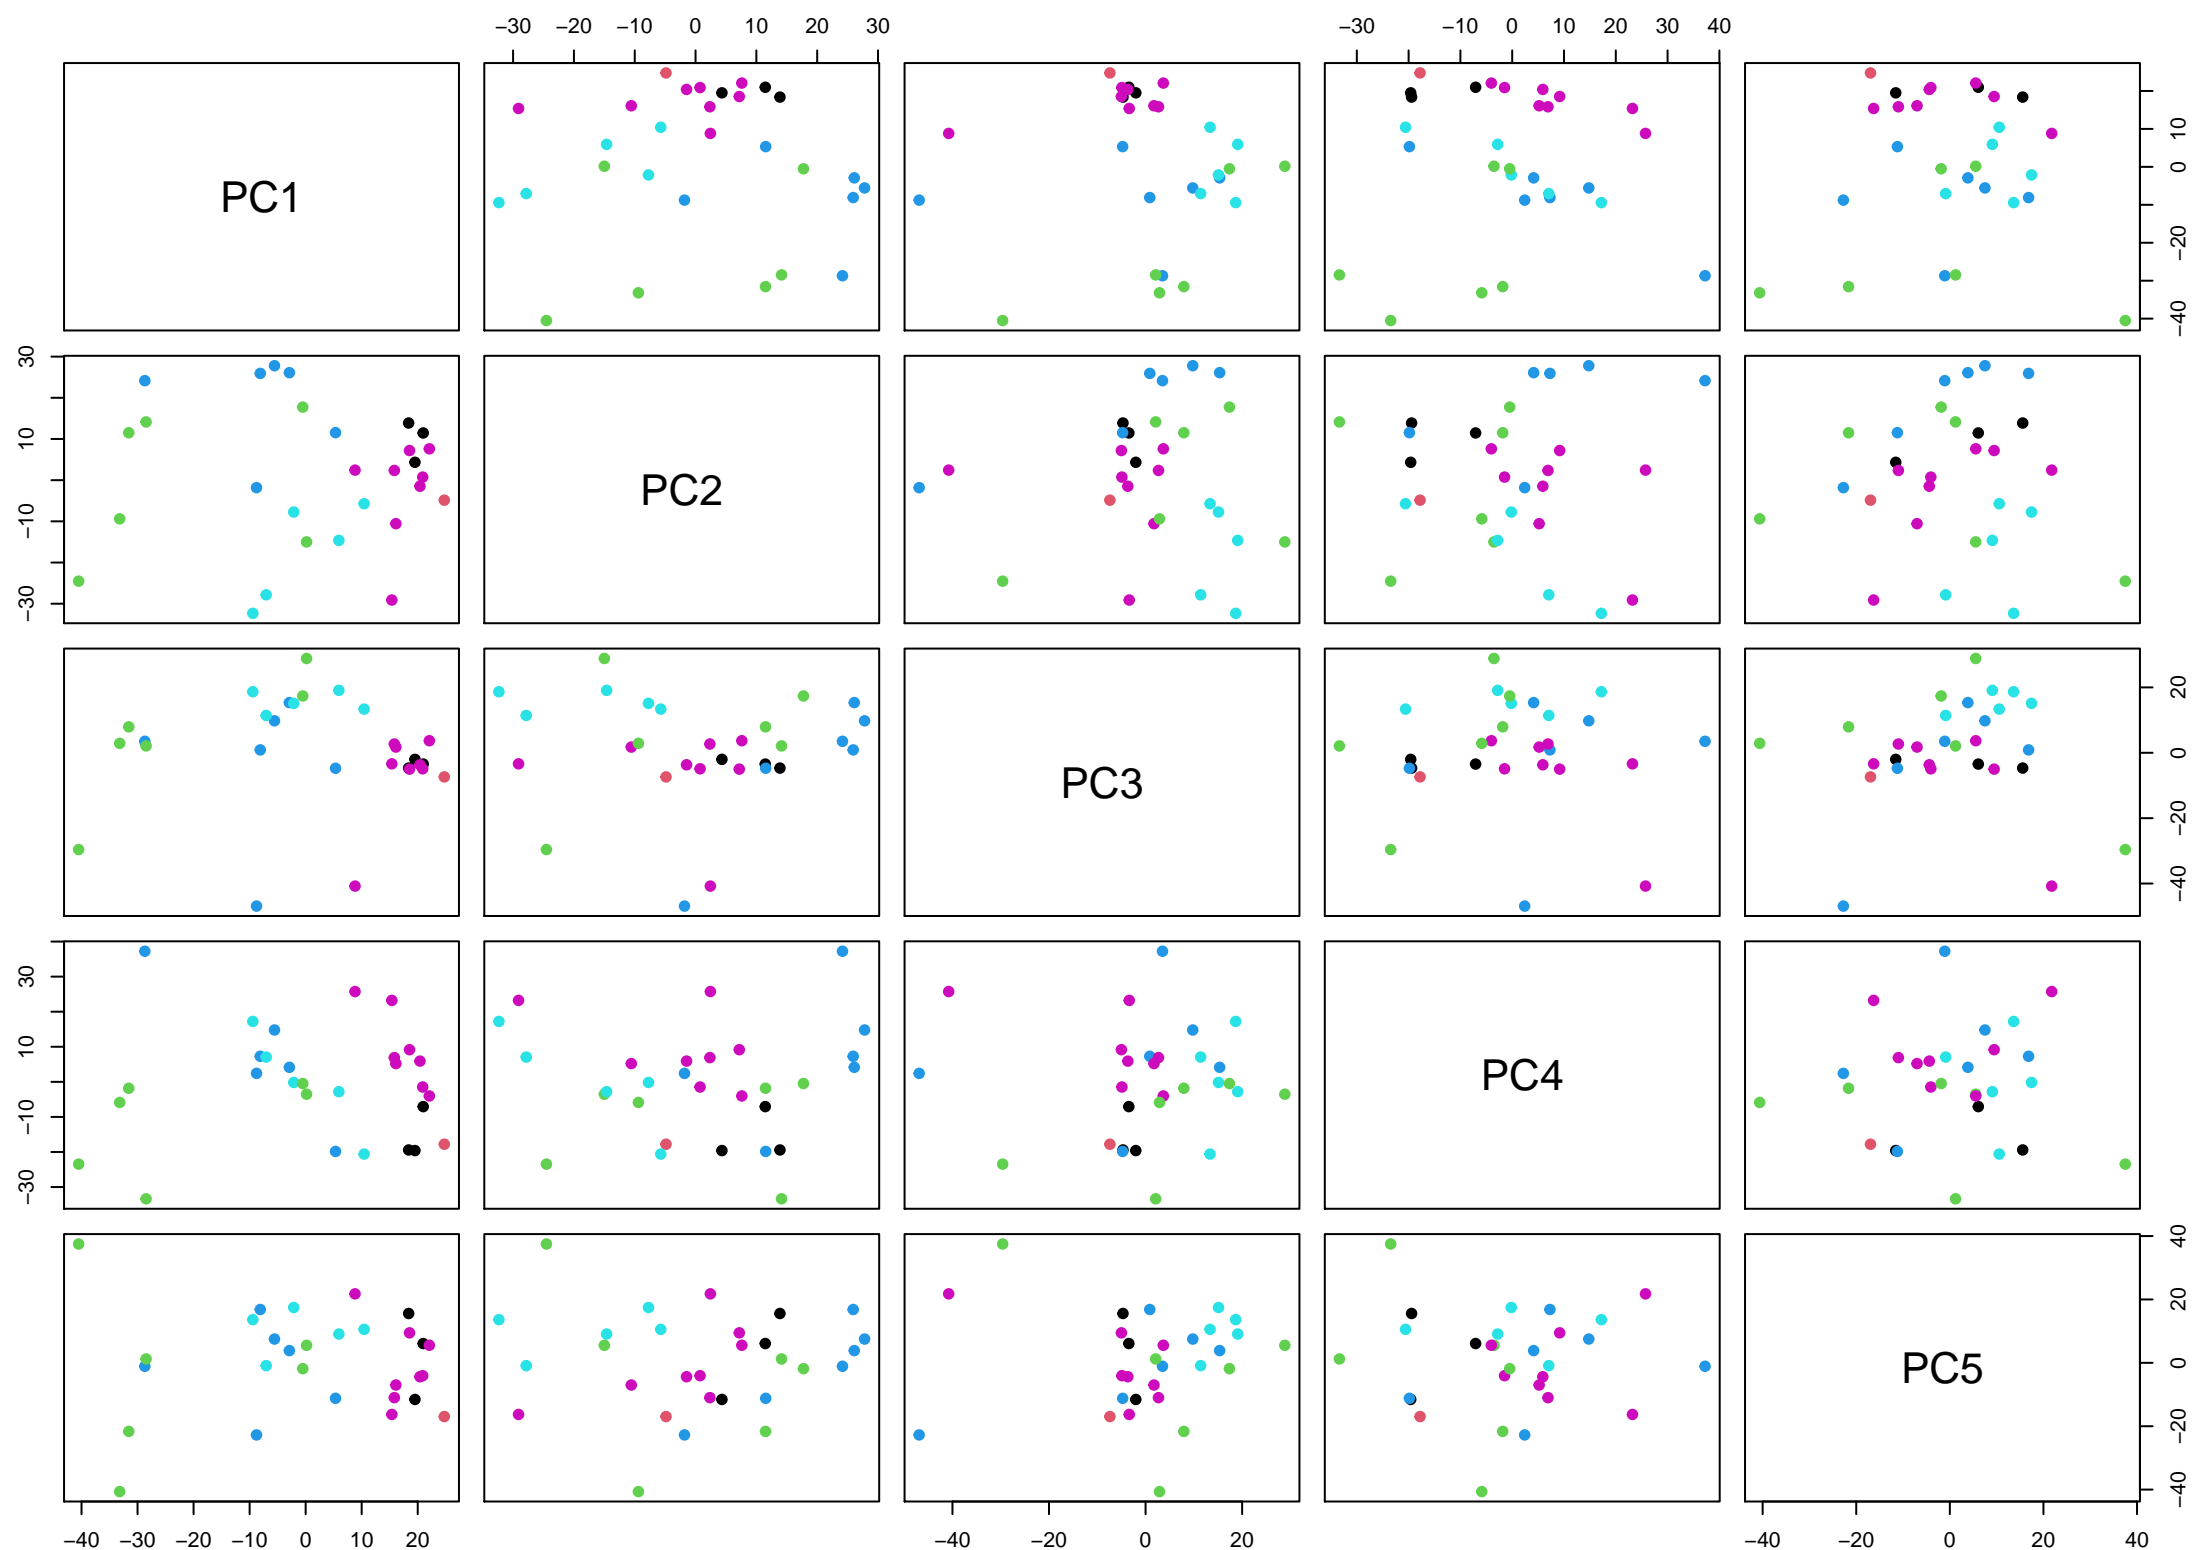 −30 −20 −10 0 10 20 30
−30 −10 0 10 20 30 40
PC1
−40 −20 0 10
−30 −10 10 30
PC2
PC3
−40 −20 0 20
−30 −10 10 30
PC4
PC5
−40 −20 0 20 40
−40 −30 −20 −10 0 10 20
−40 −20 0 20
−40 −20 0 20 40